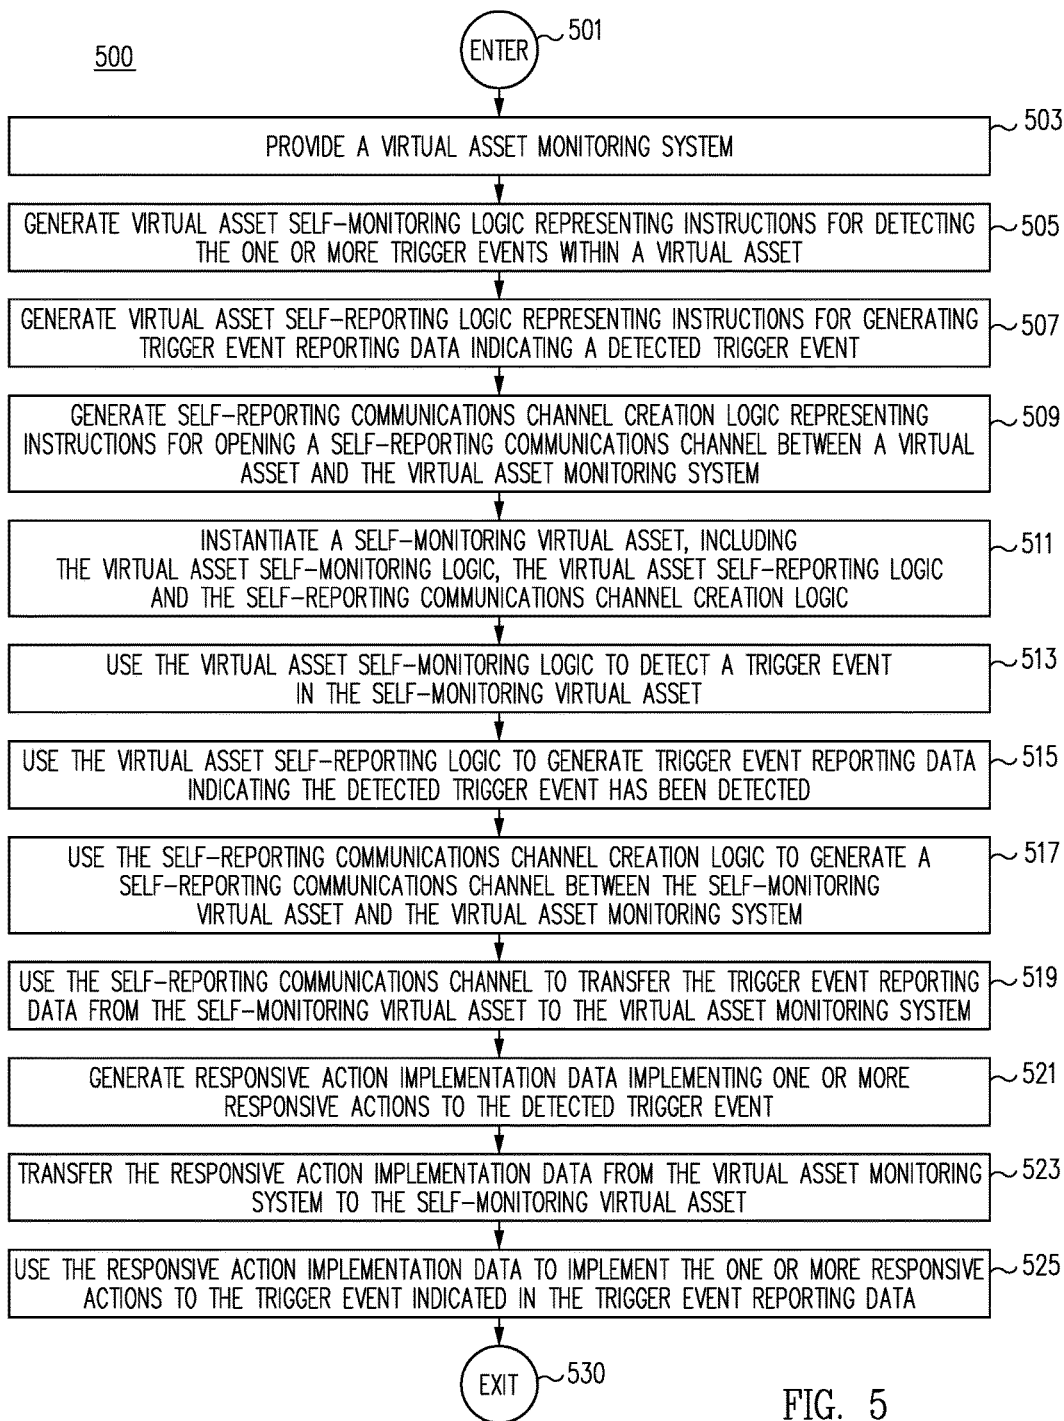 500
ENTER
501
503
PROVIDE A VIRTUAL ASSET MONITORING SYSTEM
505
GENERATE VIRTUAL ASSET SELF-MONITORING LOGIC REPRESENTING INSTRUCTIONS FOR DETECTING
THE ONE OR MORE TRIGGER EVENTS WITHIN A VIRTUAL ASSET
507
GENERATE VIRTUAL ASSET SELF-REPORTING LOGIC REPRESENTING INSTRUCTIONS FOR GENERATING
TRIGGER EVENT REPORTING DATA INDICATING A DETECTED TRIGGER EVENT
509
GENERATE SELF-REPORTING COMMUNICATIONS CHANNEL CREATION LOGIC REPRESENTING
INSTRUCTIONS FOR OPENING A SELF-REPORTING COMMUNICATIONS CHANNEL BETWEEN A VIRTUAL
ASSET AND THE VIRTUAL ASSET MONITORING SYSTEM
511
INSTANTIATE A SELF-MONITORING VIRTUAL ASSET, INCLUDING
THE VIRTUAL ASSET SELF-MONITORING LOGIC, THE VIRTUAL ASSET SELF-REPORTING LOGIC
AND THE SELF-REPORTING COMMUNICATIONS CHANNEL CREATION LOGIC
513
USE THE VIRTUAL ASSET SELF-MONITORING LOGIC TO DETECT A TRIGGER EVENT
IN THE SELF-MONITORING VIRTUAL ASSET
515
USE THE VIRTUAL ASSET SELF-REPORTING LOGIC TO GENERATE TRIGGER EVENT REPORTING DATA
INDICATING THE DETECTED TRIGGER EVENT HAS BEEN DETECTED
517
USE THE SELF-REPORTING COMMUNICATIONS CHANNEL CREATION LOGIC TO GENERATE A
SELF-REPORTING COMMUNICATIONS CHANNEL BETWEEN THE SELF-MONITORING
VIRTUAL ASSET AND THE VIRTUAL ASSET MONITORING SYSTEM
519
USE THE SELF-REPORTING COMMUNICATIONS CHANNEL TO TRANSFER THE TRIGGER EVENT REPORTING
DATA FROM THE SELF-MONITORING VIRTUAL ASSET TO THE VIRTUAL ASSET MONITORING SYSTEM
521
GENERATE RESPONSIVE ACTION IMPLEMENTATION DATA IMPLEMENTING ONE OR MORE
RESPONSIVE ACTIONS TO THE DETECTED TRIGGER EVENT
523
TRANSFER THE RESPONSIVE ACTION IMPLEMENTATION DATA FROM THE VIRTUAL ASSET MONITORING
SYSTEM TO THE SELF-MONITORING VIRTUAL ASSET
525
USE THE RESPONSIVE ACTION IMPLEMENTATION DATA TO IMPLEMENT THE ONE OR MORE RESPONSIVE
ACTIONS TO THE TRIGGER EVENT INDICATED IN THE TRIGGER EVENT REPORTING DATA
EXIT
530
FIG. 5